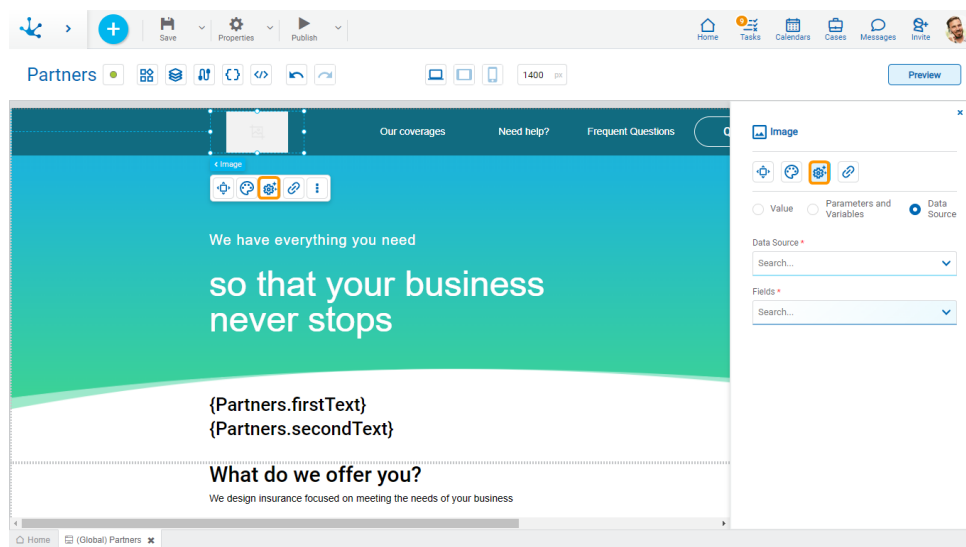 Save
Properties
Publish
Home
9
Tasks
Calendars
Cases
Messages
Invite
Partners
1400 px
Preview
Our coverages
Need help?
Frequent Questions
Q
Image
We have everything you need
so that your business
never stops
{Partners.firstText}
{Partners.secondText}
What do we offer you?
We design insurance focused on meeting the needs of your business
Image
Value
Parameters and
Variables
Data
Source
Data Source *
Search...
Fields *
Search...
Home
(Global) Partners